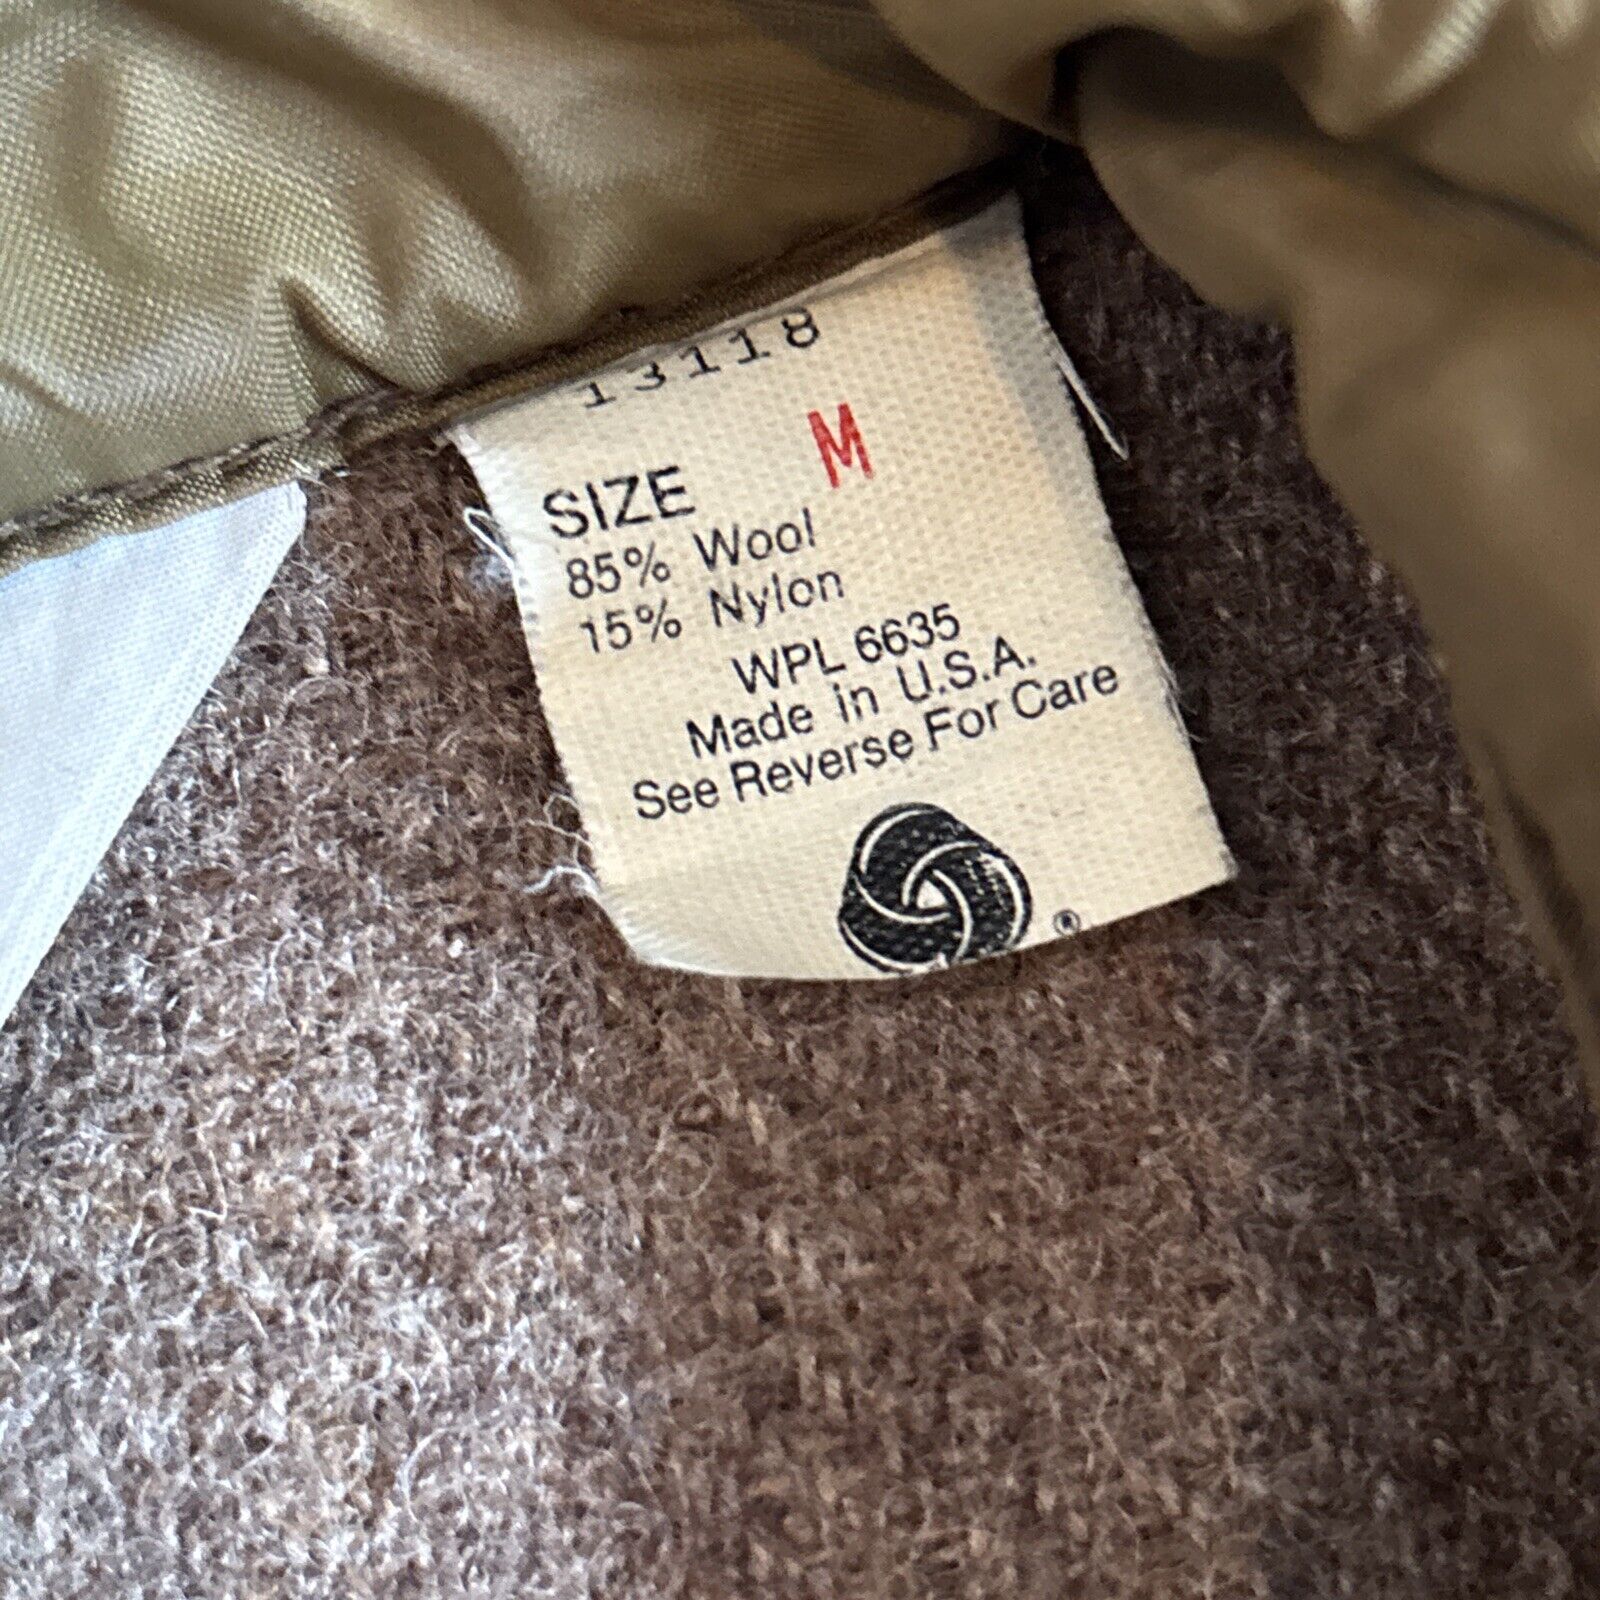 13118
SIZE M
85% Wool
15% Nylon
WPL 6635
Made in U.S.A.
See Reverse For Care
®